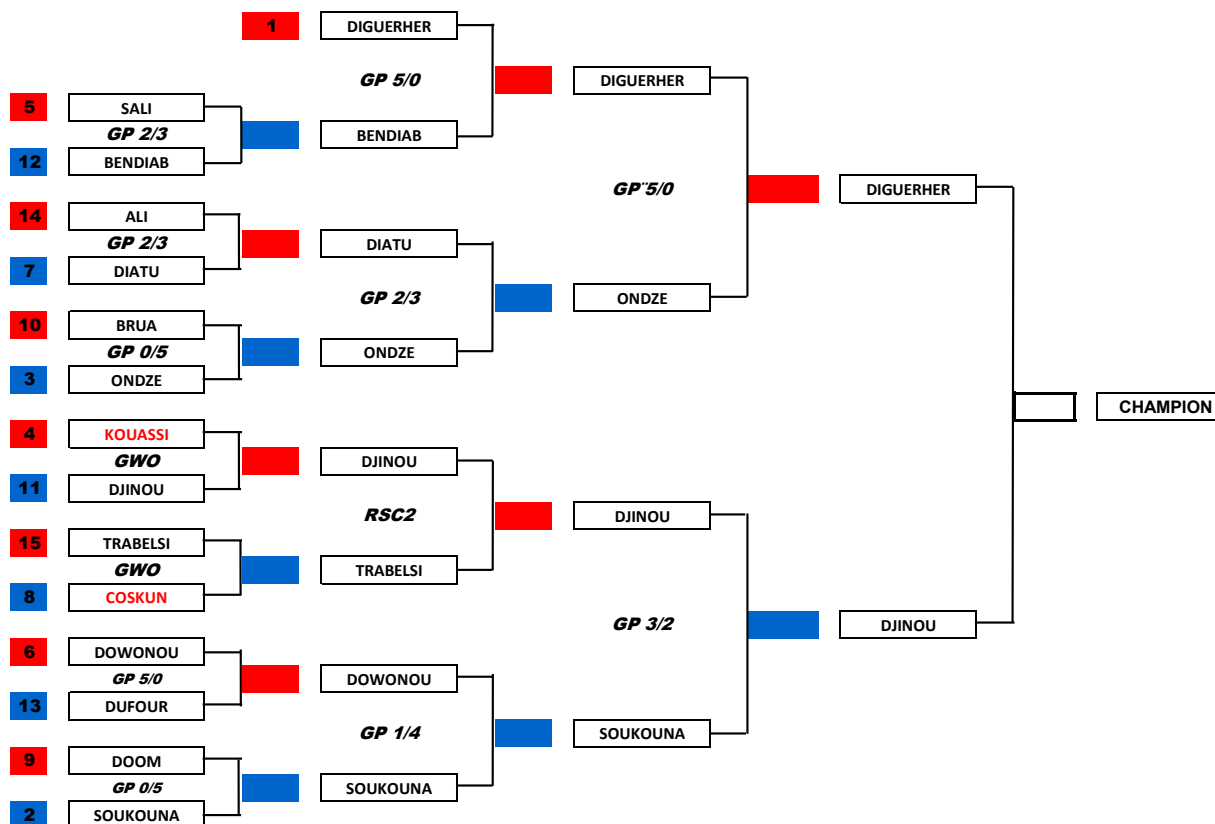 1 DIGUERHER
GP 5/0
DIGUERHER
5 SALI
GP 2/3
BENDIAB
12 BENDIAB
GP¨5/0
DIGUERHER
14 ALI
GP 2/3
DIATU
7 DIATU
GP 2/3
ONDZE
10 BRUA
GP 0/5
ONDZE
3 ONDZE
CHAMPION
4 KOUASSI
GWO
DJINOU
11 DJINOU
RSC2
DJINOU
15 TRABELSI
GWO
TRABELSI
8 COSKUN
GP 3/2
DJINOU
6 DOWONOU
GP 5/0
DOWONOU
13 DUFOUR
GP 1/4
SOUKOUNA
9 DOOM
GP 0/5
SOUKOUNA
2 SOUKOUNA